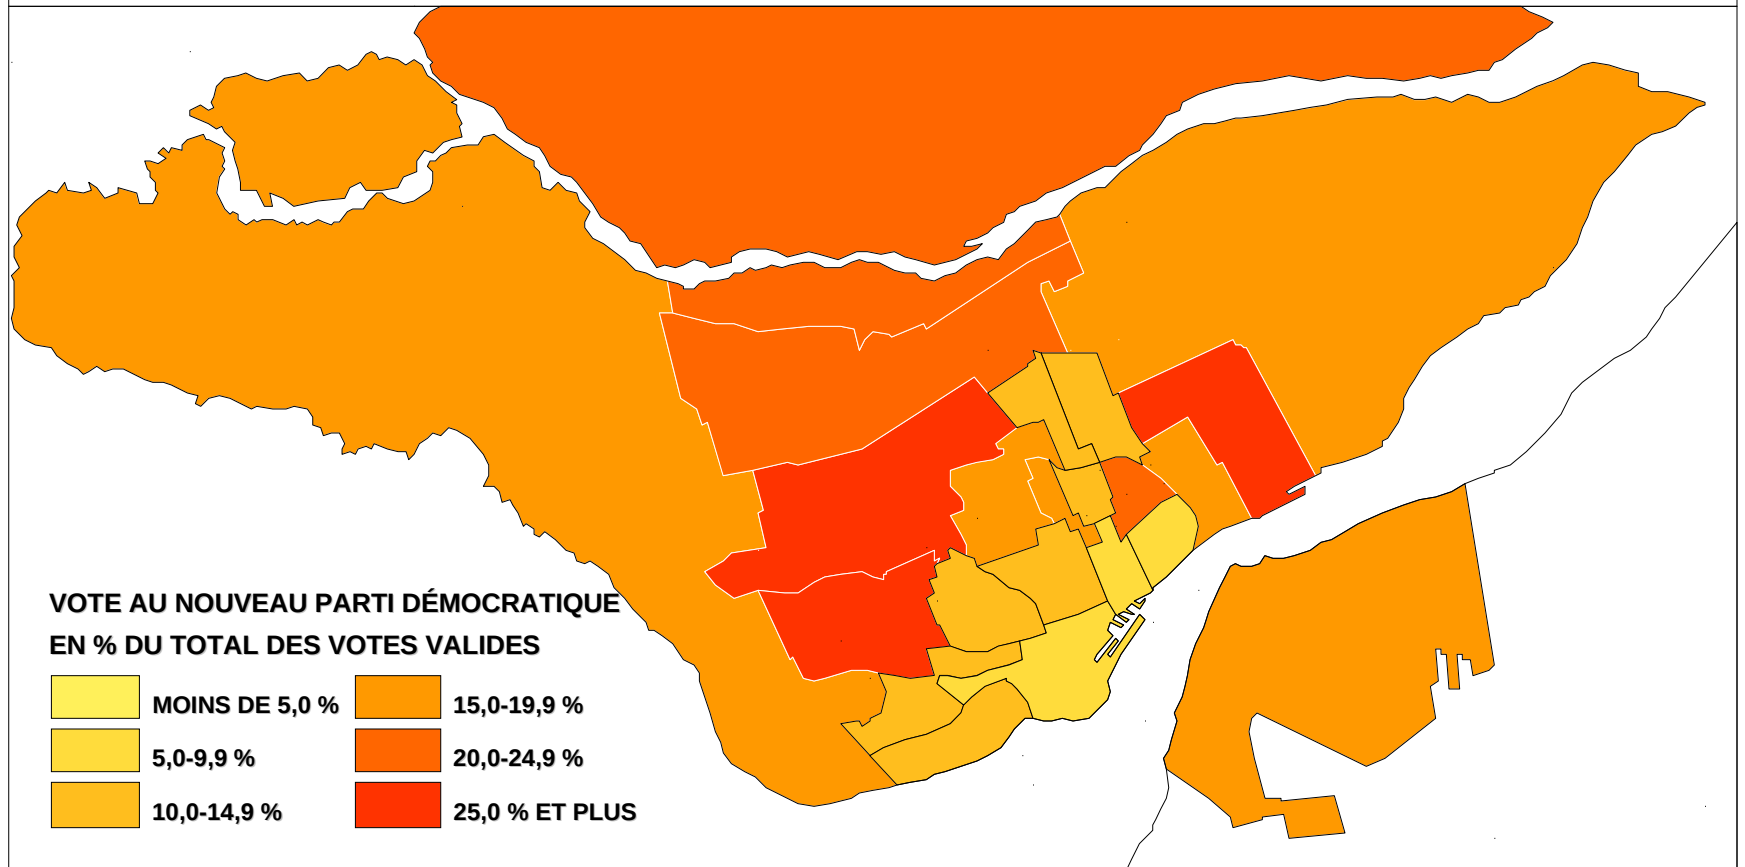 VOTE AU NOUVEAU PARTI DÉMOCRATIQUE
EN % DU TOTAL DES VOTES VALIDES
MOINS DE 5,0 %
5,0-9,9 %
10,0-14,9 %
15,0-19,9 %
20,0-24,9 %
25,0 % ET PLUS